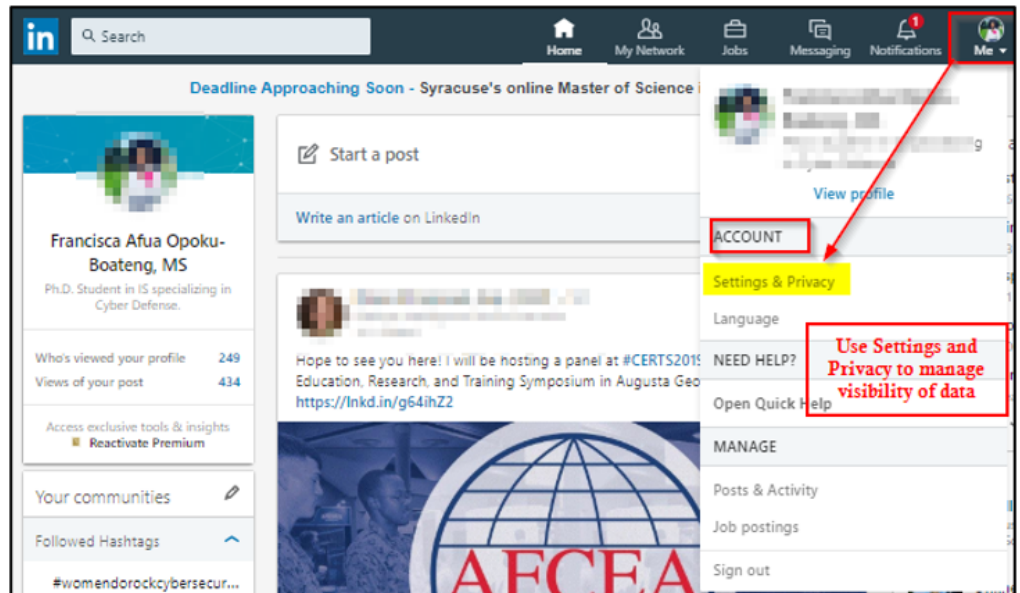 in
Search
Home
My Network
Jobs
Messaging
Notifications
1
Me
Deadline Approaching Soon - Syracuse's online Master of Science i
View profile
ACCOUNT
Settings & Privacy
Language
NEED HELP?
Open Quick Help
MANAGE
Posts & Activity
Job postings
Sign out
Use Settings and
Privacy to manage
visibility of data
Francisca Afua Opoku-
Boateng, MS
Ph.D. Student in IS specializing in
Cyber Defense.
Who's viewed your profile 249
Views of your post 434
Access exclusive tools & insights
Reactivate Premium
Your communities
Followed Hashtags
#womendorockcybersecur...
Start a post
Write an article on LinkedIn
Hope to see you here! I will be hosting a panel at #CERTS2019
Education, Research, and Training Symposium in Augusta Geo
https://lnkd.in/g64ihZ2
AFCEA